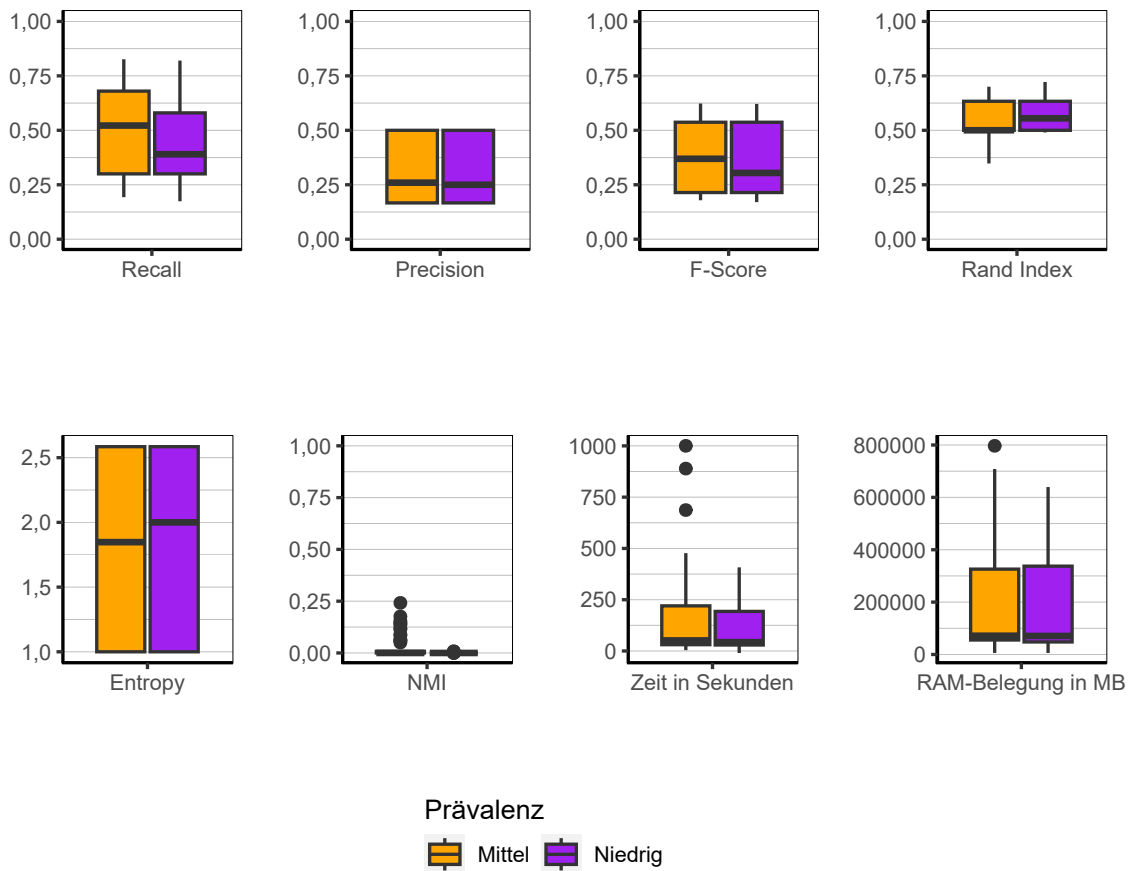 1,00 1,00 1,00 1,00
0,75 0,75 0,75 0,75
0,50 0,50 0,50 0,50
0,25 0,25 0,25 0,25
0,00 0,00 0,00 0,00
Recall Precision F-Score Rand Index
2,5 1,00 1000 800000
2,0 0,75 750 600000
1,5 0,50 500 400000
1,0 0,25 250 200000
0,00 0 0
Entropy NMI Zeit in Sekunden RAM-Belegung in MB
Prävalenz
Mittel Niedrig